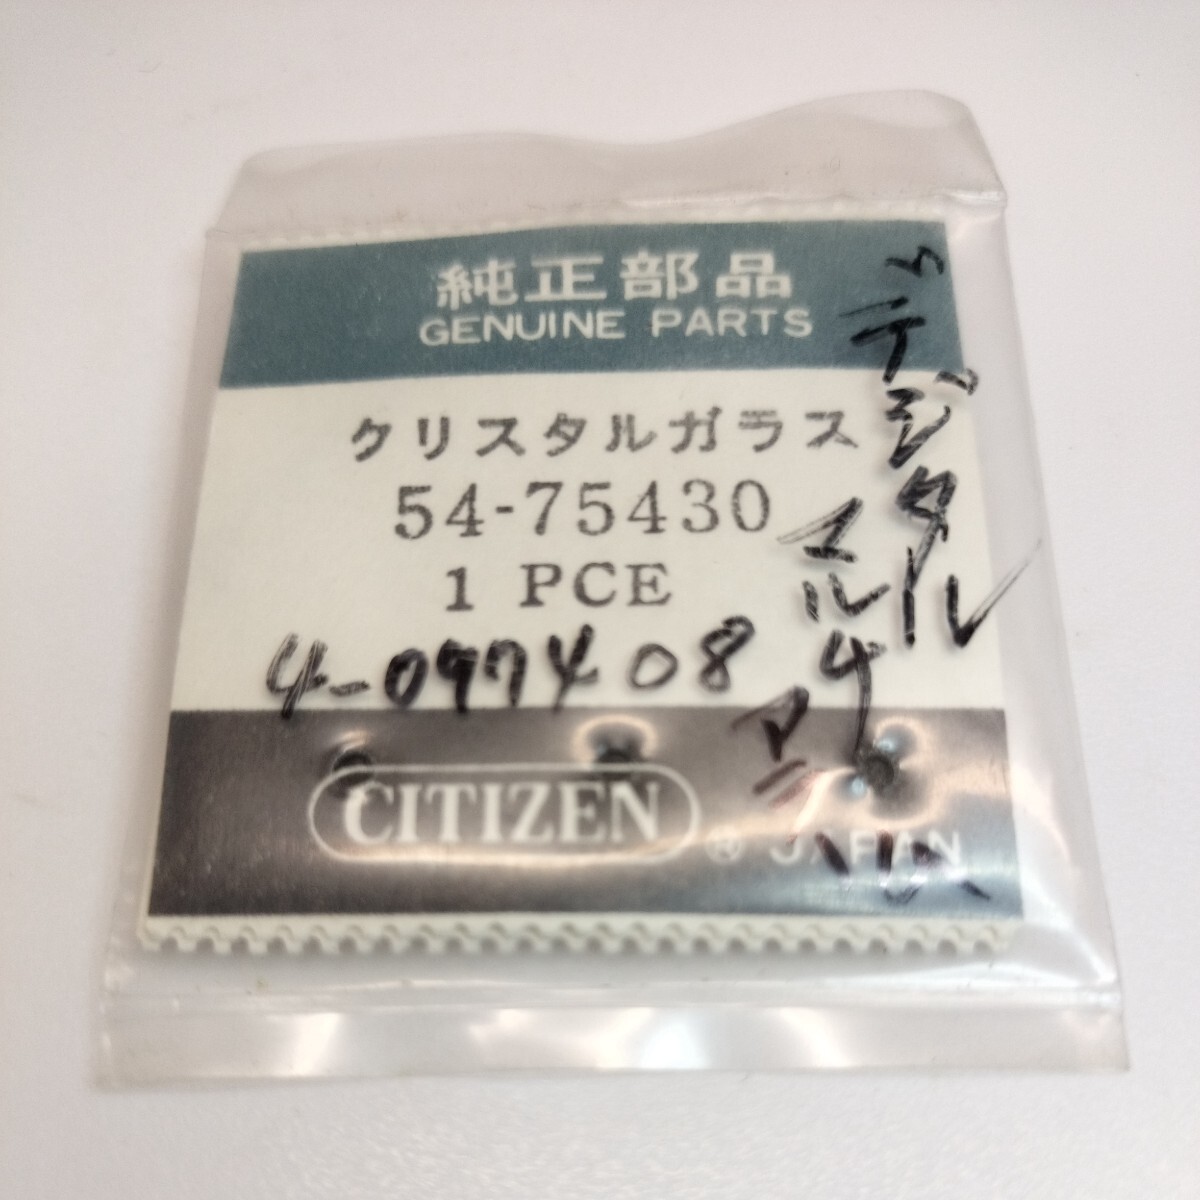 純正部品
GENUINE PARTS
クリスタルガラス
54-75430
1 PCE
4-097408
デジタル
マル4
CITIZEN ® JAPAN